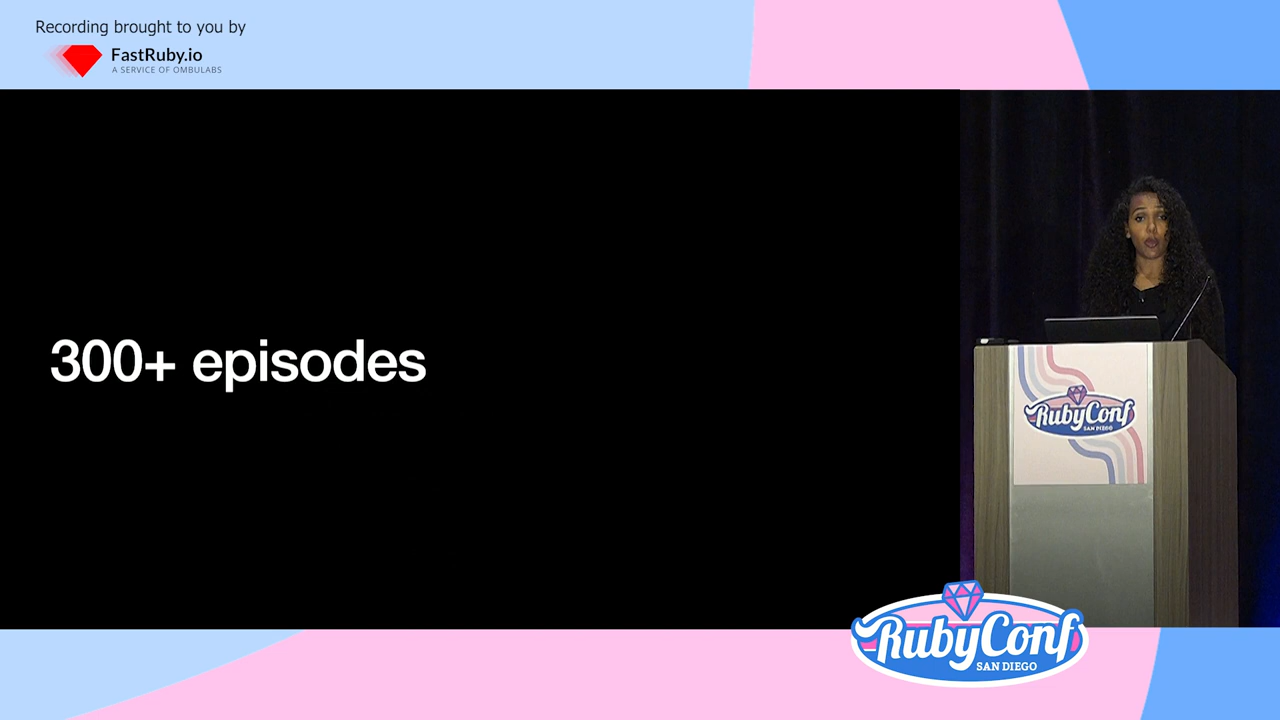 Recording brought to you by
FastRuby.io
A SERVICE OF OMBULABS
300+ episodes
RubyConf
SAN DIEGO
RubyConf
SAN DIEGO